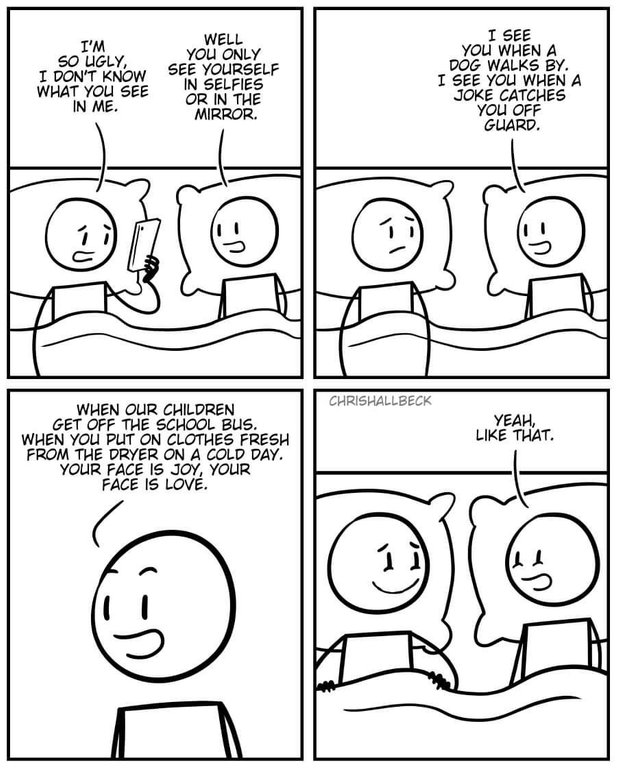 I'M
SO UGLY,
I DON'T KNOW
WHAT YOU SEE
IN ME.
WELL
YOU ONLY
SEE YOURSELF
IN SELFIES
OR IN THE
MIRROR.
I SEE
YOU WHEN A
DOG WALKS BY.
I SEE YOU WHEN A
JOKE CATCHES
YOU OFF
GUARD.
WHEN OUR CHILDREN
GET OFF THE SCHOOL BUS.
WHEN YOU PUT ON CLOTHES FRESH
FROM THE DRYER ON A COLD DAY.
YOUR FACE IS JOY, YOUR
FACE IS LOVE.
CHRISHALLBECK
YEAH,
LIKE THAT.